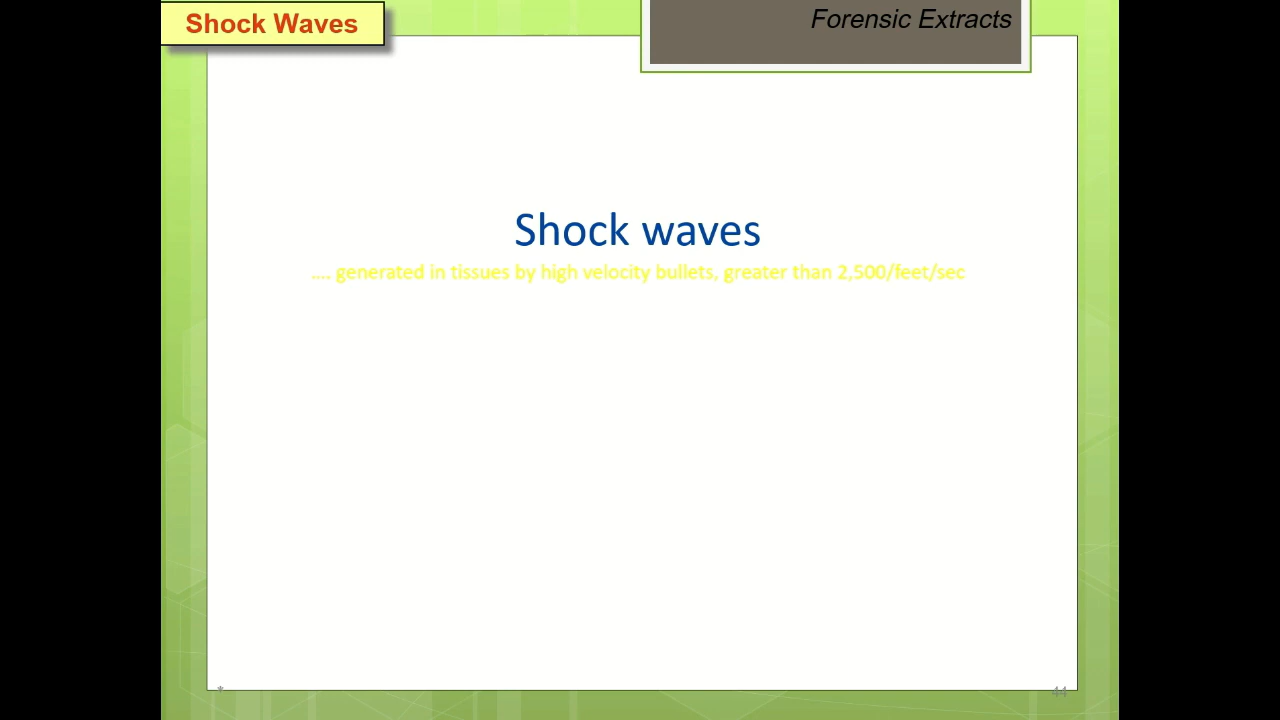 Shock Waves
Forensic Extracts
Shock waves
.... generated in tissues by high velocity bullets, greater than 2,500/feet/sec
*
44